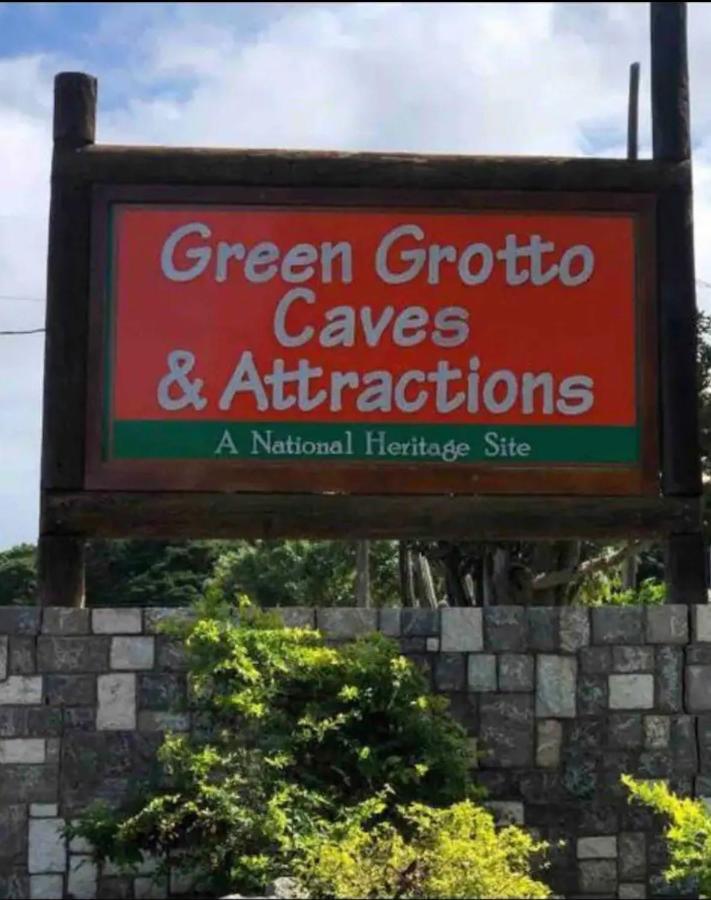 Green Grotto
Caves
& Attractions
A National Heritage Site